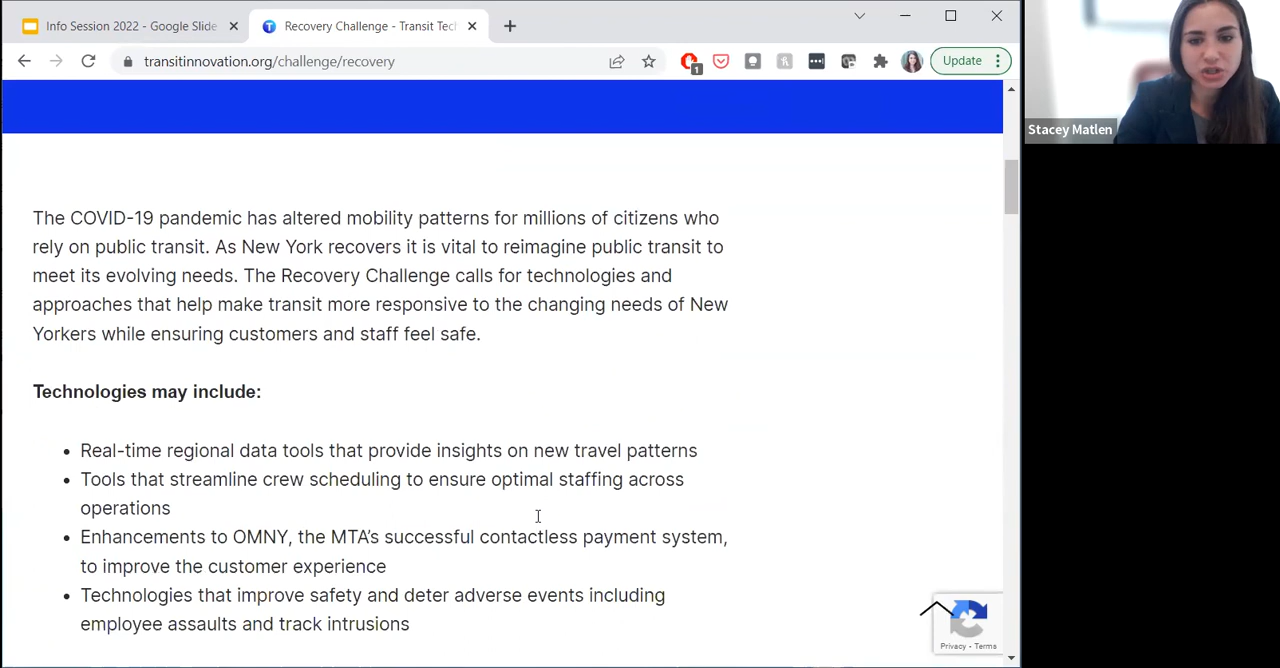 Info Session 2022 - Google Slide
Recovery Challenge - Transit Tec
transitinnovation.org/challenge/recovery
1
Update
Stacey Matlen
The COVID-19 pandemic has altered mobility patterns for millions of citizens who
rely on public transit. As New York recovers it is vital to reimagine public transit to
meet its evolving needs. The Recovery Challenge calls for technologies and
approaches that help make transit more responsive to the changing needs of New
Yorkers while ensuring customers and staff feel safe.
Technologies may include:
• Real-time regional data tools that provide insights on new travel patterns
• Tools that streamline crew scheduling to ensure optimal staffing across
operations
• Enhancements to OMNY, the MTA's successful contactless payment system,
to improve the customer experience
• Technologies that improve safety and deter adverse events including
employee assaults and track intrusions
Privacy - Terms